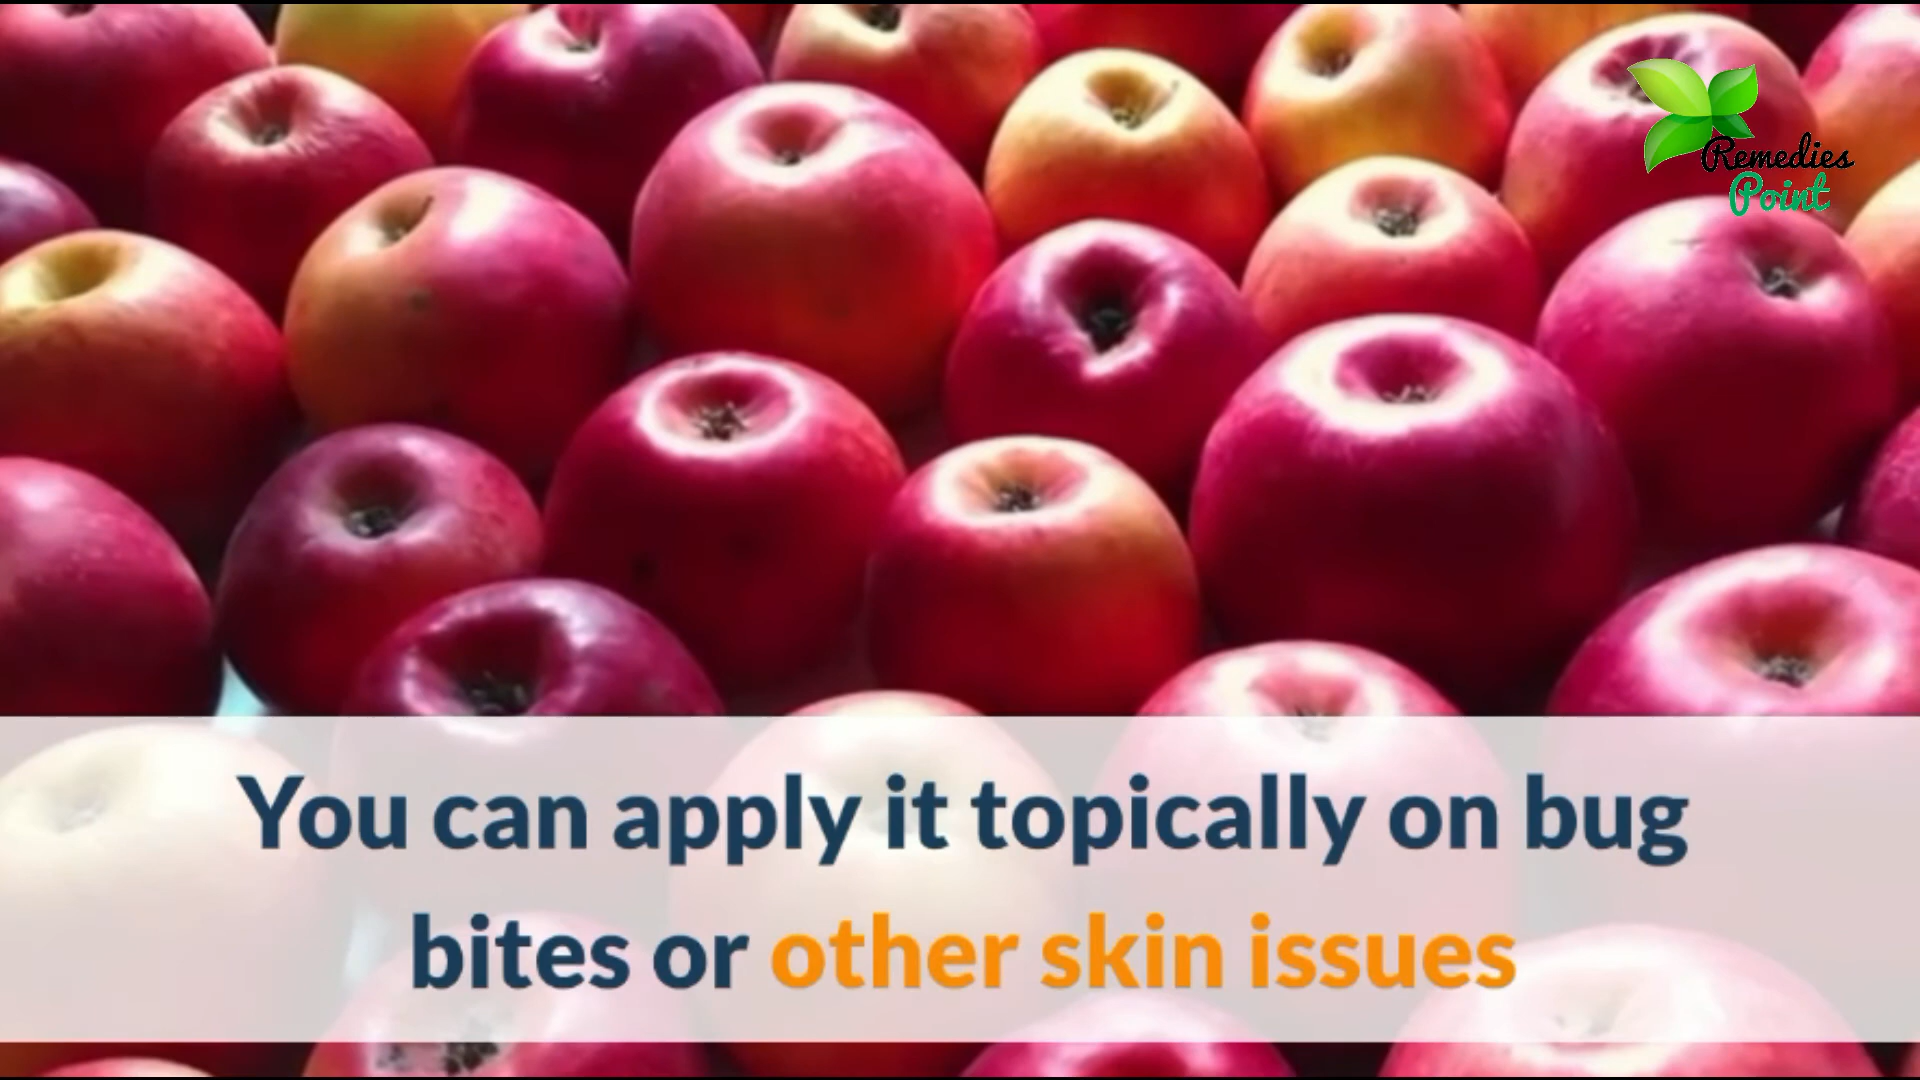 Remedies
Point
You can apply it topically on bug
bites or other skin issues